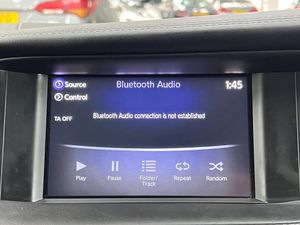 Source
Bluetooth Audio
1:45
Control
TA OFF
Bluetooth Audio connection is not established
Play
Pause
Folder/
Track
Repeat
Random